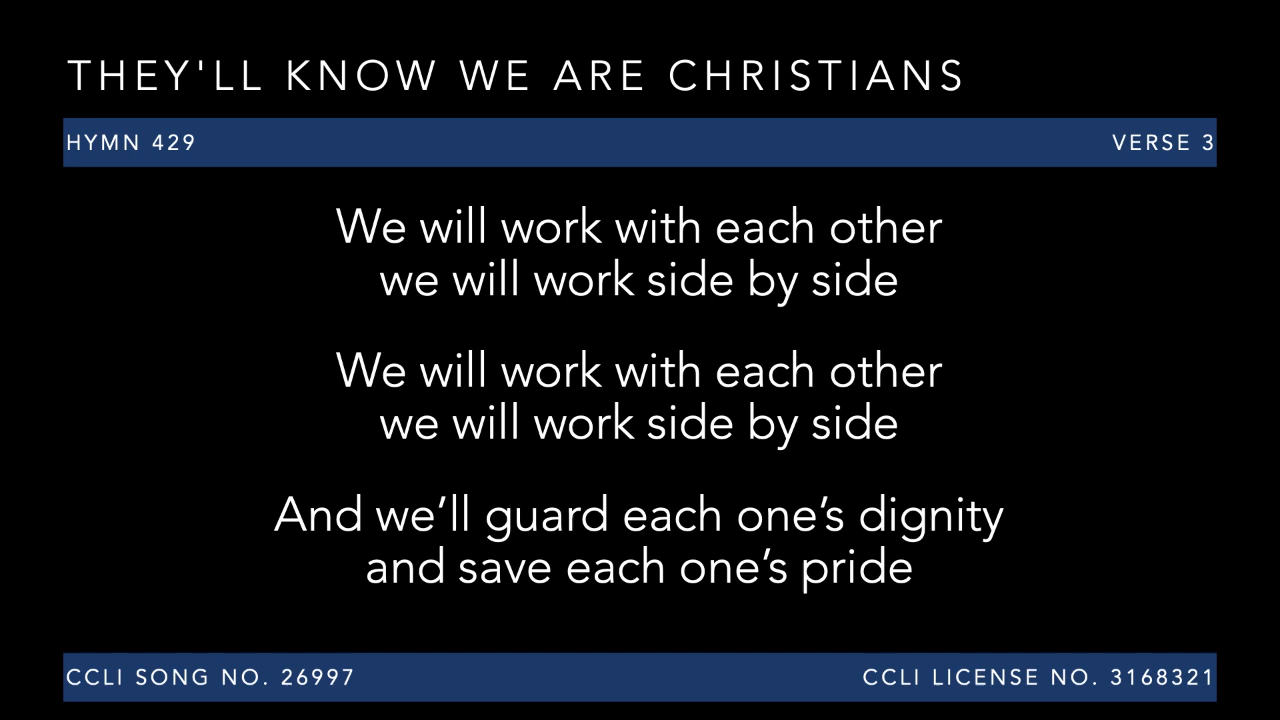 THEY'LL KNOW WE ARE CHRISTIANS
HYMN 429
VERSE 3
We will work with each other
we will work side by side
We will work with each other
we will work side by side
And we’ll guard each one’s dignity
and save each one’s pride
CCLI SONG NO. 26997
CCLI LICENSE NO. 3168321